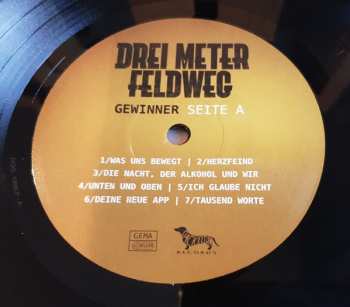 DREI METER
FELDWEG
GEWINNER SEITE A
1/WAS UNS BEWEGT | 2/HERZFEIND
3/DIE NACHT, DER ALKOHOL UND WIR
4/UNTEN UND OBEN | 5/ICH GLAUBE NICHT
6/DEINE NEUE APP | 7/TAUSEND WORTE
GEMA
RECORDS